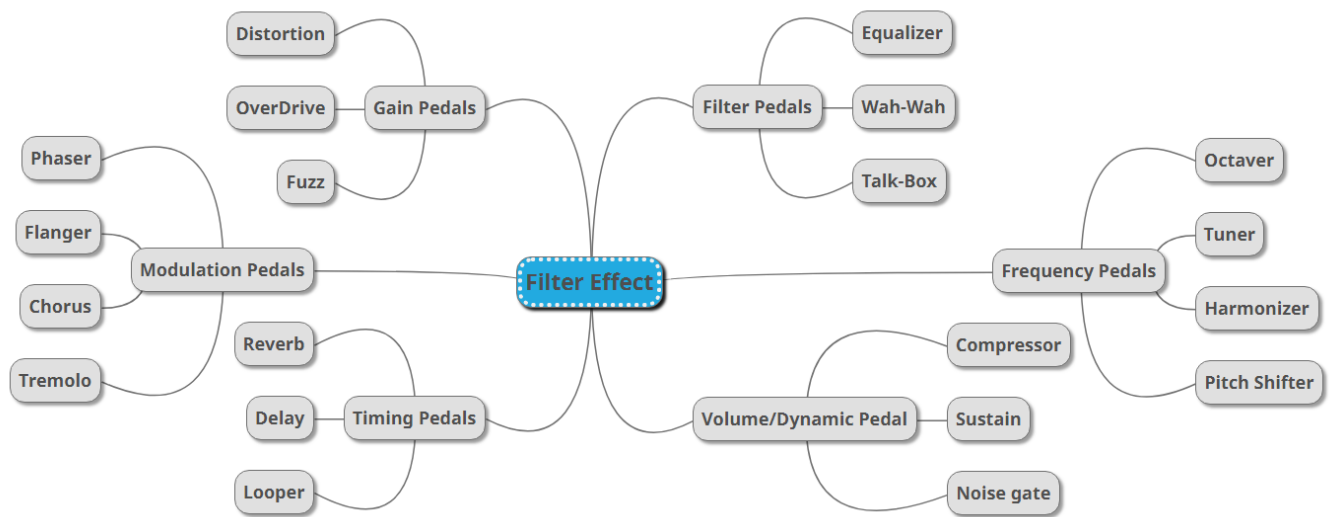 Filter Effect
Gain Pedals
Distortion
OverDrive
Fuzz
Modulation Pedals
Phaser
Flanger
Chorus
Tremolo
Timing Pedals
Reverb
Delay
Looper
Filter Pedals
Equalizer
Wah-Wah
Talk-Box
Frequency Pedals
Octaver
Tuner
Harmonizer
Pitch Shifter
Volume/Dynamic Pedal
Compressor
Sustain
Noise gate